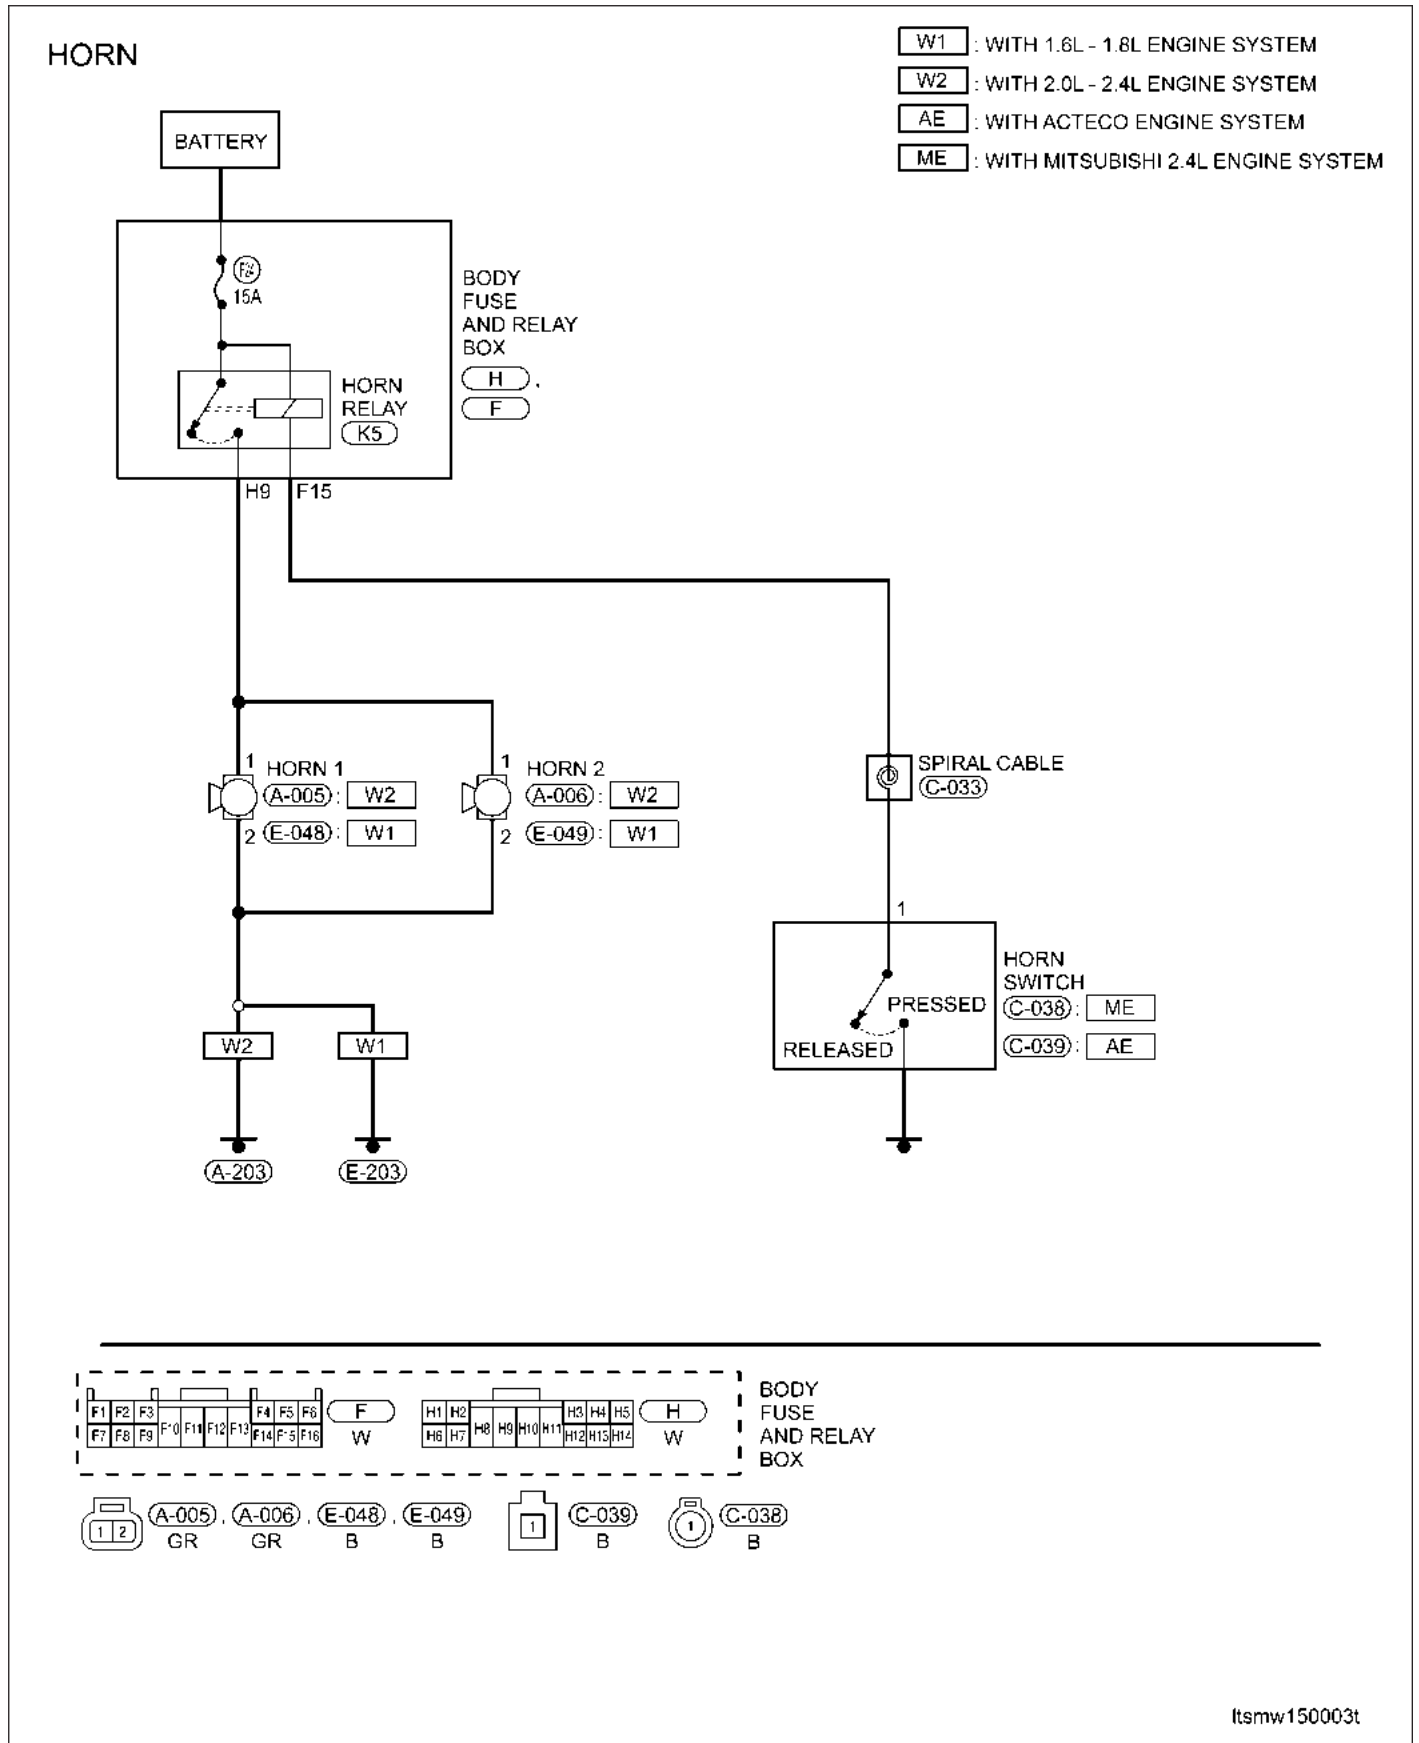 HORN
W1 : WITH 1.6L - 1.8L ENGINE SYSTEM
W2 : WITH 2.0L - 2.4L ENGINE SYSTEM
AE : WITH ACTECO ENGINE SYSTEM
ME : WITH MITSUBISHI 2.4L ENGINE SYSTEM
BATTERY
15A
BODY
FUSE
AND RELAY
BOX
H ,
F
HORN
RELAY
K5
H9 F15
1 HORN 1
A-005 : W2
2 E-048 : W1
1 HORN 2
A-006 : W2
2 E-049 : W1
SPIRAL CABLE
C-033
1
HORN
SWITCH
C-038 : ME
C-039 : AE
PRESSED
RELEASED
W2 W1
A-203 E-203
F1 F2 F3 F4 F5 F6
F10 F11 F12 F13
F7 F8 F9 F14 F15 F16
F
W
H1 H2 H3 H4 H5
H8 H9 H10 H11
H6 H7 H12 H13 H14
H
W
BODY
FUSE
AND RELAY
BOX
1 2 A-005 , A-006 , E-048 , E-049
GR GR B B
1 C-039
B
1 C-038
B
ltsmw150003t